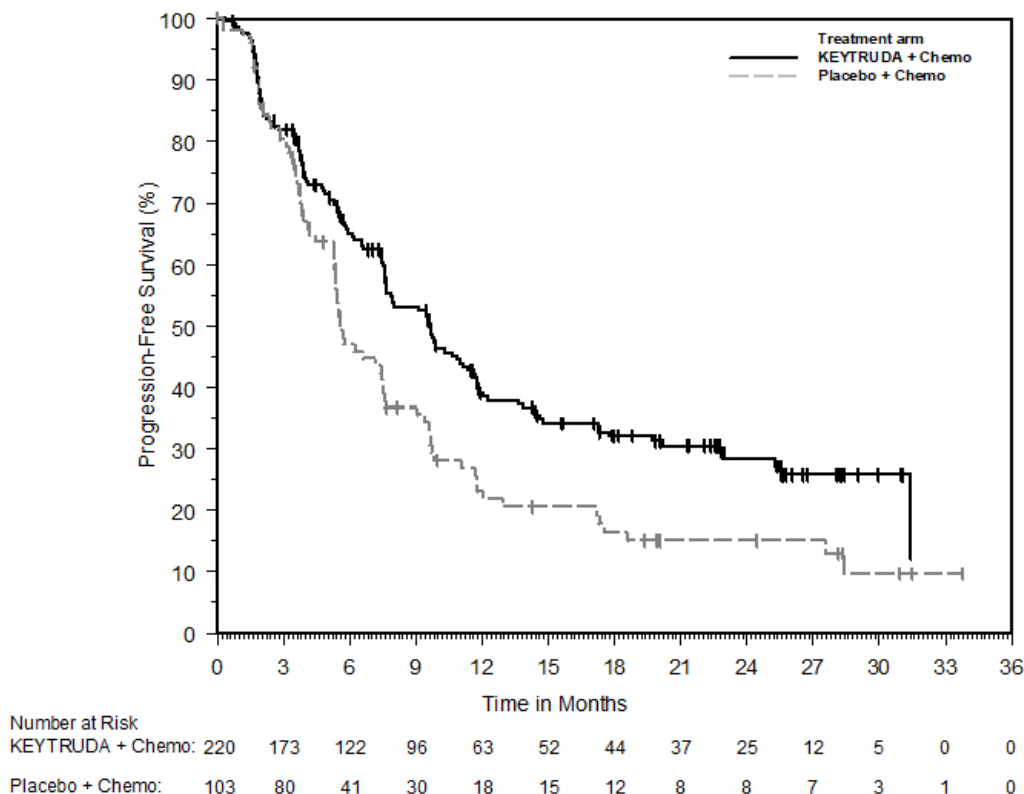 Treatment arm
KEYTRUDA + Chemo
Placebo + Chemo
Progression-Free Survival (%)
100
90
80
70
60
50
40
30
20
10
0
0 3 6 9 12 15 18 21 24 27 30 33 36
Time in Months
Number at Risk
KEYTRUDA + Chemo: 220 173 122 96 63 52 44 37 25 12 5 0 0
Placebo + Chemo: 103 80 41 30 18 15 12 8 8 7 3 1 0